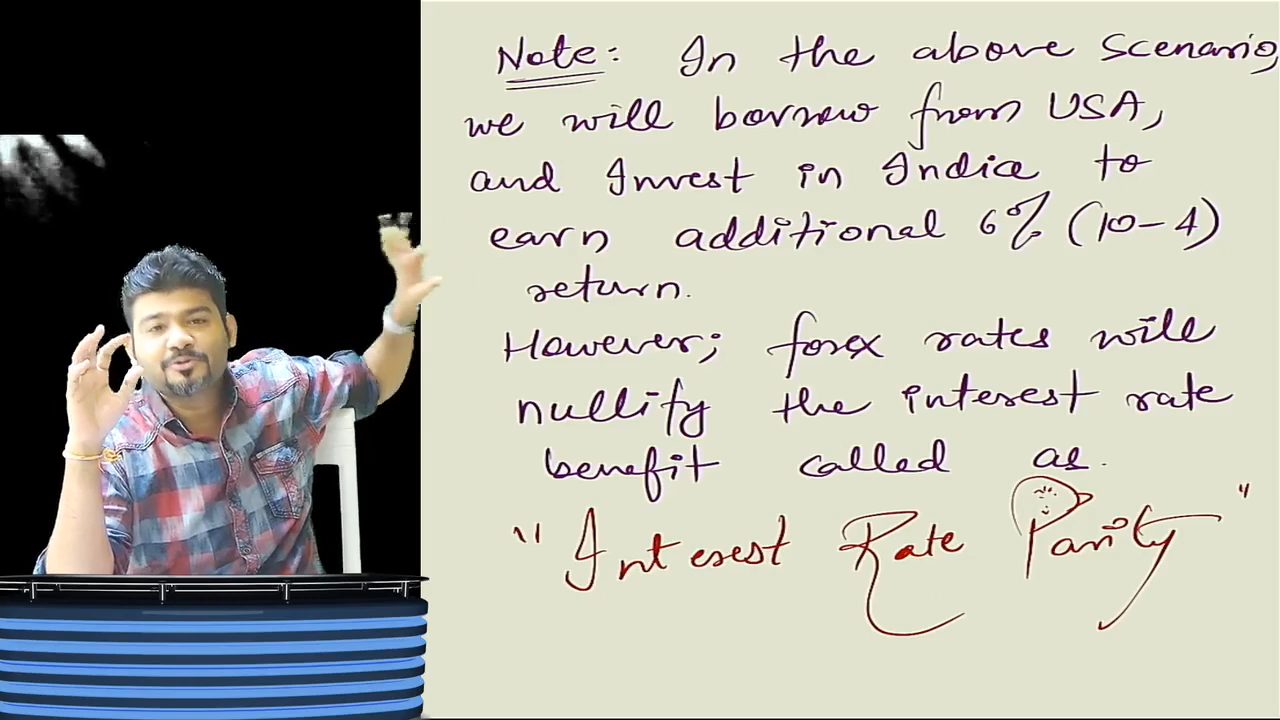 Note: In the above Scenario,
we will borrow from USA,
and Invest in India to
earn additional 6% (10-4)
return.
However; forex rates will
nullify the interest rate
benefit called as.
"Interest Rate Parity"